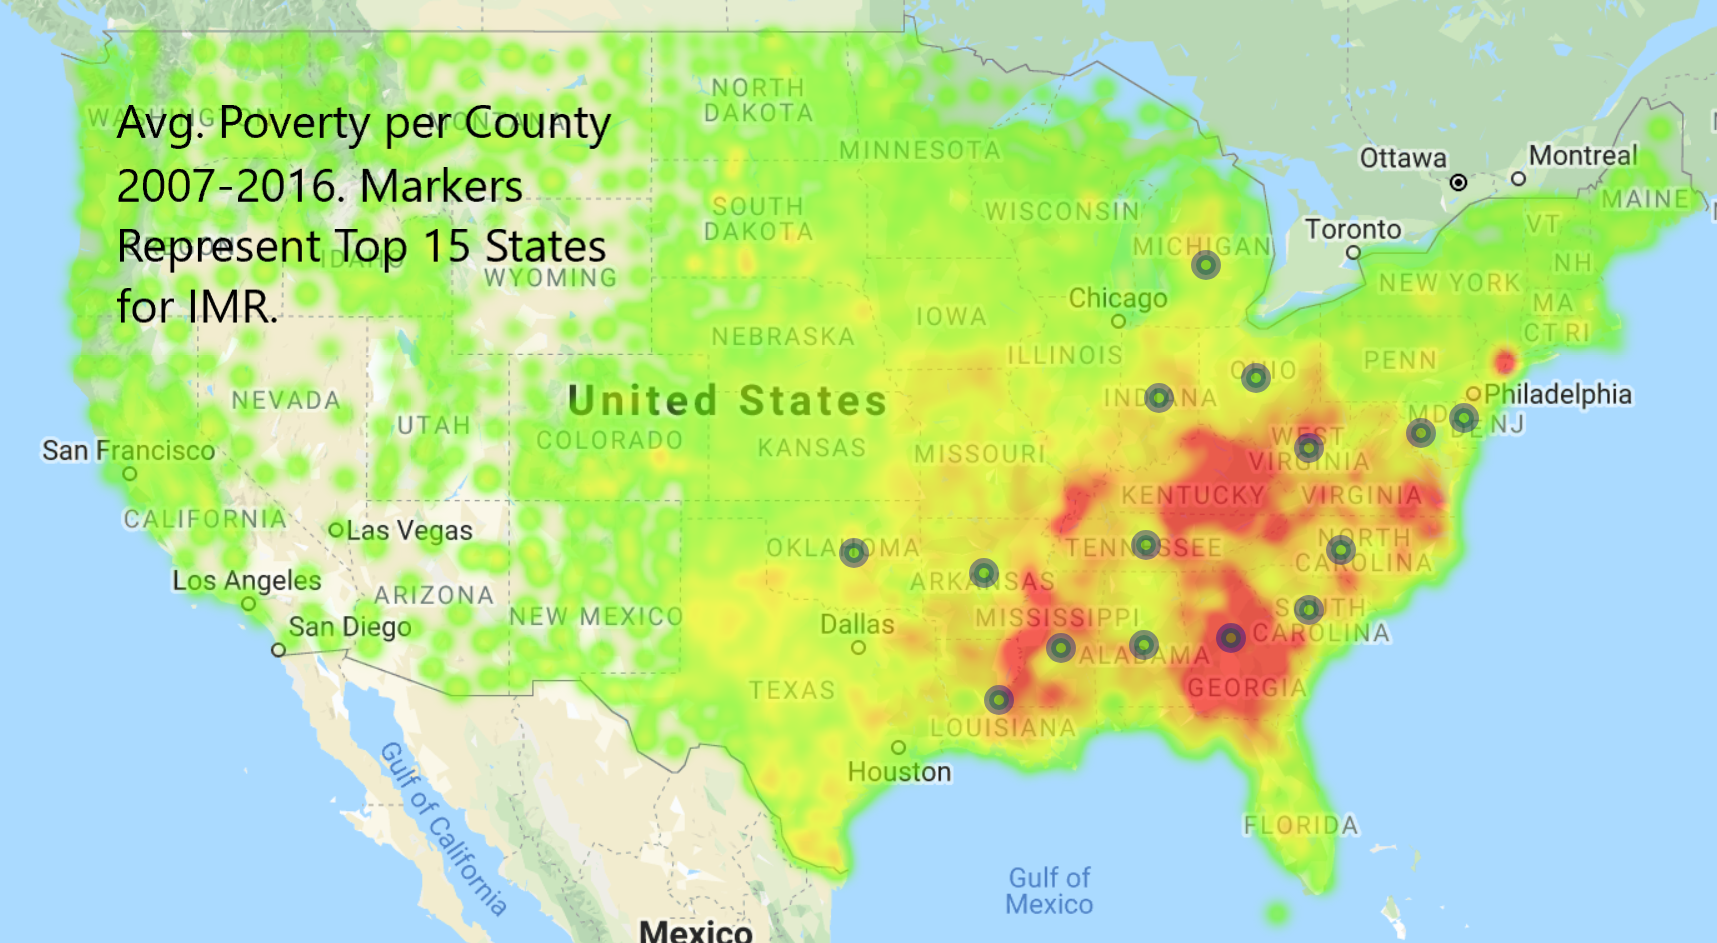 Avg. Poverty per County
2007-2016. Markers
Represent Top 15 States
for IMR.
WASHINGTON
MONTANA
NORTH
DAKOTA
MINNESOTA
Ottawa
Montreal
MAINE
OREGON
IDAHO
WYOMING
SOUTH
DAKOTA
WISCONSIN
MICHIGAN
Toronto
VT
NH
NEW YORK
MA
CT RI
Chicago
NEBRASKA
IOWA
ILLINOIS
INDIANA
OHIO
PENN
Philadelphia
MD
DE NJ
NEVADA
UTAH
United States
COLORADO
KANSAS
MISSOURI
WEST
VIRGINIA
KENTUCKY
VIRGINIA
San Francisco
CALIFORNIA
Las Vegas
Los Angeles
ARIZONA
NEW MEXICO
San Diego
OKLAHOMA
ARKANSAS
TENNESSEE
NORTH
CAROLINA
Dallas
MISSISSIPPI
ALABAMA
SOUTH
CAROLINA
GEORGIA
TEXAS
LOUISIANA
Houston
FLORIDA
Gulf of California
Gulf of
Mexico
Mexico